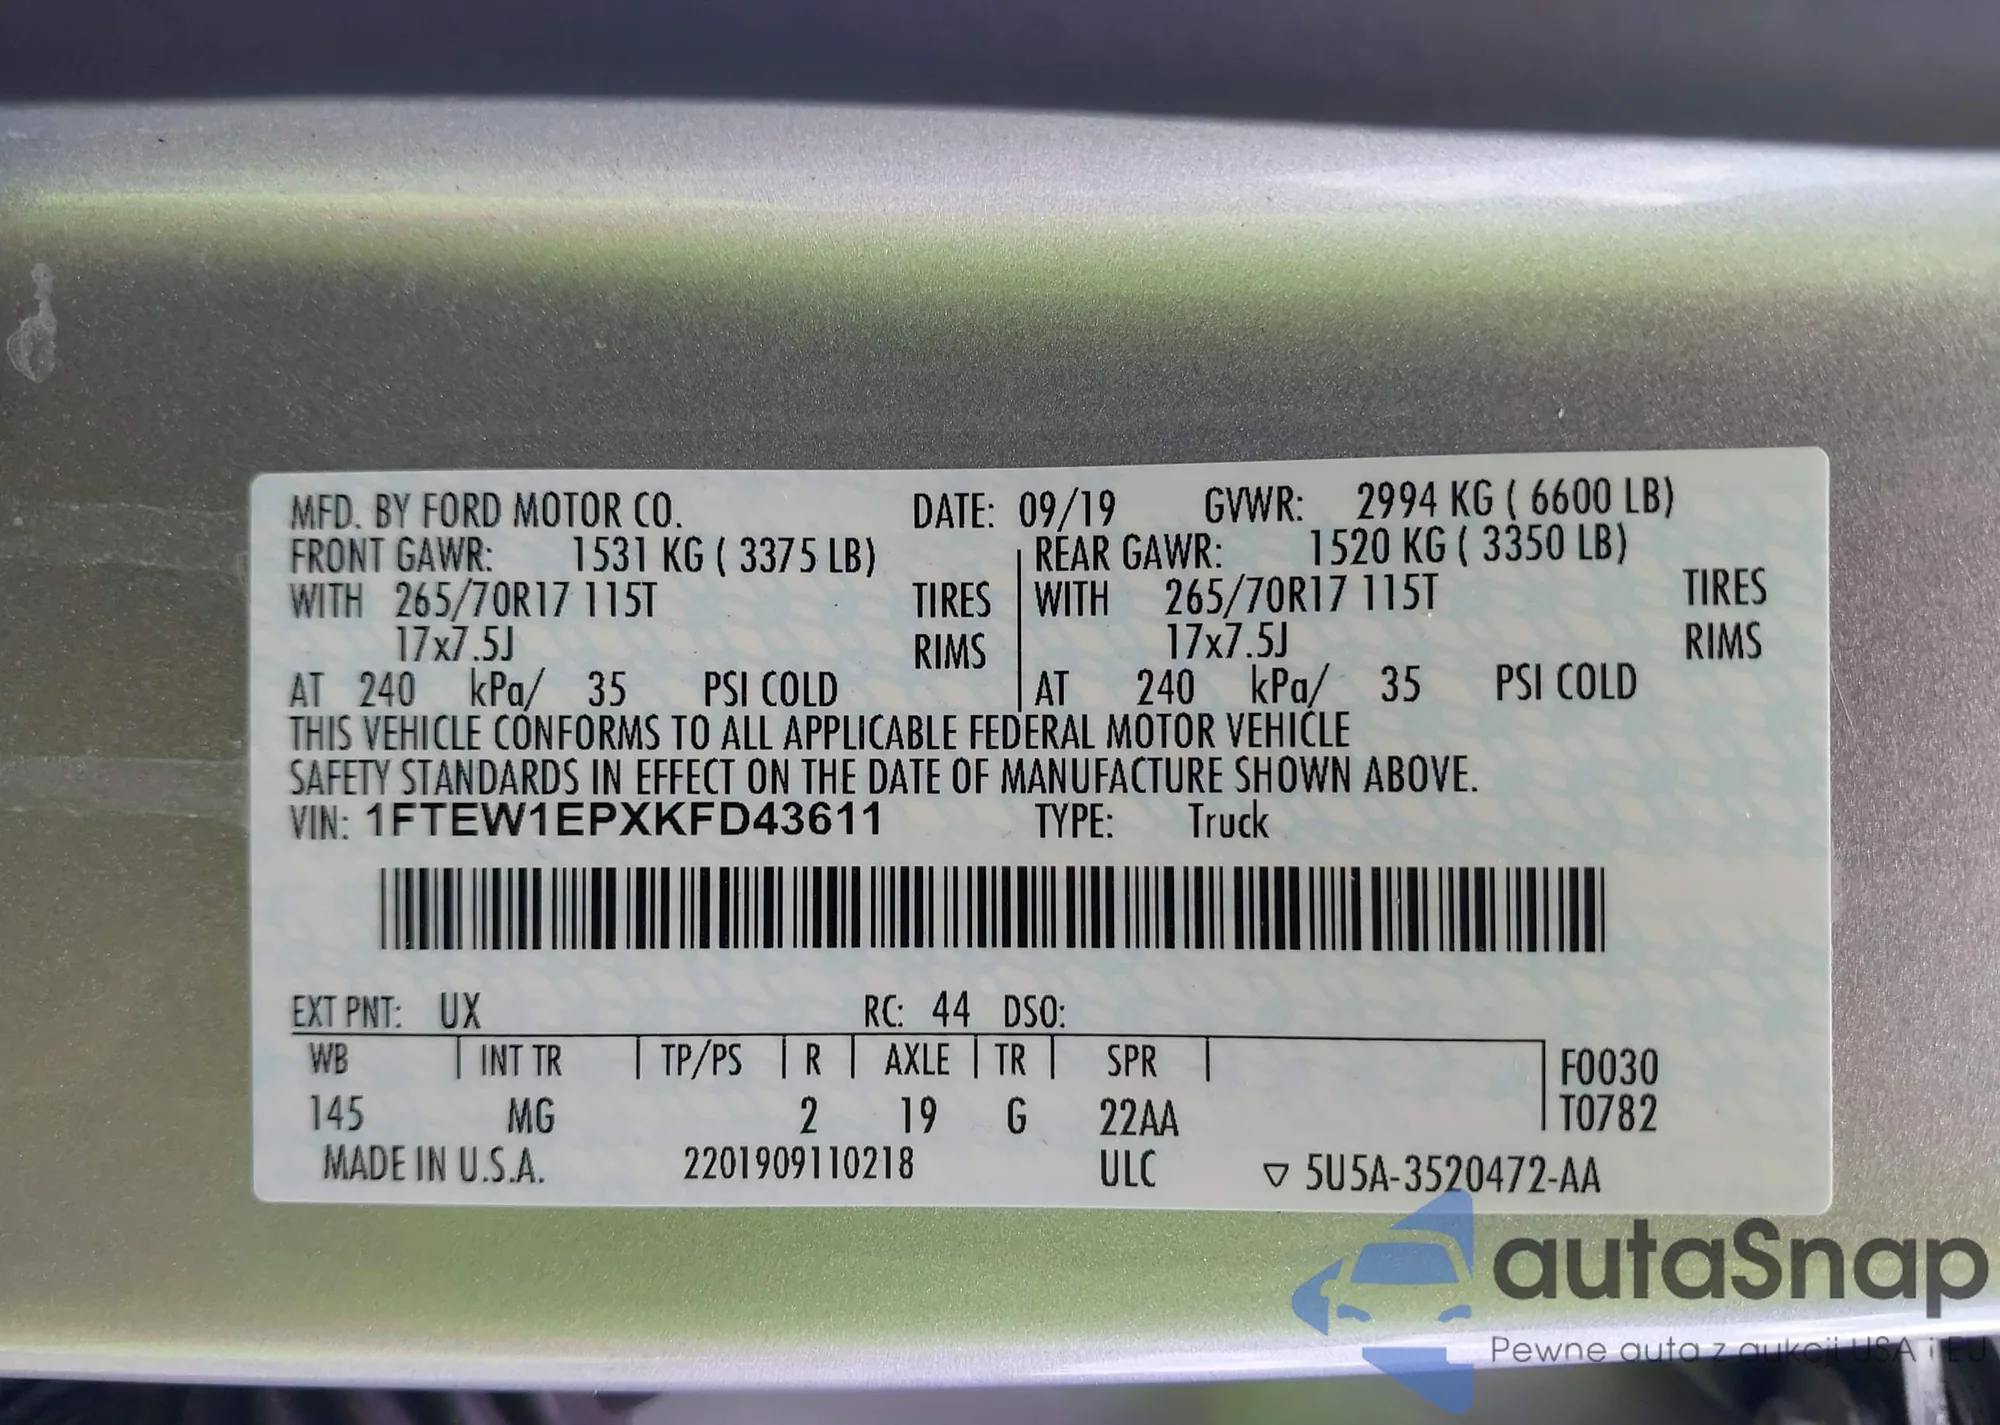 MFD. BY FORD MOTOR CO. DATE: 09/19 GVWR: 2994 KG ( 6600 LB)
FRONT GAWR: 1531 KG ( 3375 LB) REAR GAWR: 1520 KG ( 3350 LB)
WITH 265/70R17 115T TIRES WITH 265/70R17 115T TIRES
17x7.5J RIMS 17x7.5J RIMS
AT 240 kPa/ 35 PSI COLD AT 240 kPa/ 35 PSI COLD
THIS VEHICLE CONFORMS TO ALL APPLICABLE FEDERAL MOTOR VEHICLE
SAFETY STANDARDS IN EFFECT ON THE DATE OF MANUFACTURE SHOWN ABOVE.
VIN: 1FTEW1EPXKFD43611 TYPE: Truck
EXT PNT: UX RC: 44 DSO:
WB INT TR TP/PS R AXLE TR SPR F0030
145 MG 2 19 G 22AA T0782
MADE IN U.S.A. 2201909110218 ULC ▽ 5U5A-3520472-AA
autaSnap
Pewne auta z aukcji USA i EU